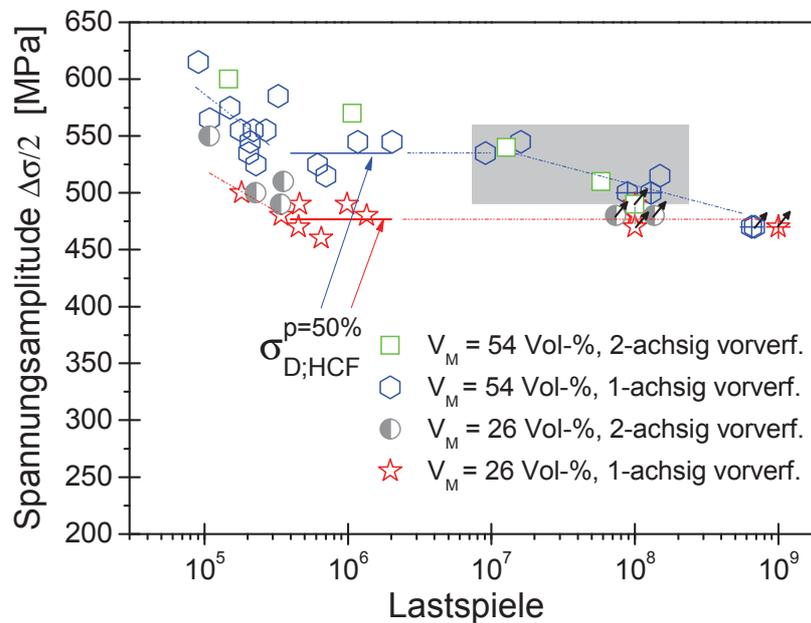 Spannungsamplitude Δσ/2 [MPa]
650
600
550
500
450
400
350
300
250
200
σ p=50% D;HCF
V_M = 54 Vol-%, 2-achsig vorverf.
V_M = 54 Vol-%, 1-achsig vorverf.
V_M = 26 Vol-%, 2-achsig vorverf.
V_M = 26 Vol-%, 1-achsig vorverf.
10^5 10^6 10^7 10^8 10^9
Lastspiele